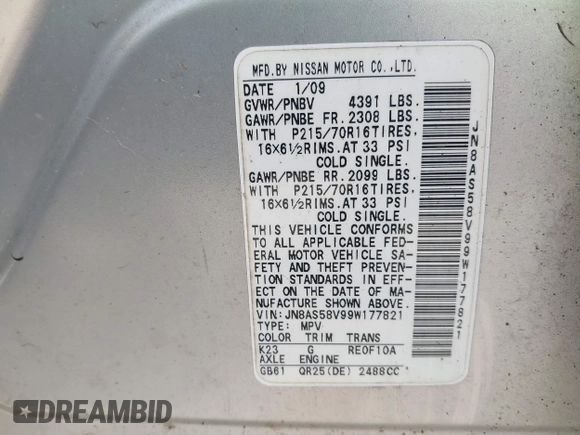 MFD.BY NISSAN MOTOR CO.,LTD.
DATE 1/09
GVWR/PNBV 4391 LBS.
GAWR/PNBE FR. 2308 LBS.
WITH P215/70R16TIRES,
16X6½RIMS.AT 33 PSI
COLD SINGLE.
GAWR/PNBE RR. 2099 LBS.
WITH P215/70R16TIRES,
16X6½RIMS.AT 33 PSI
COLD SINGLE.
THIS VEHICLE CONFORMS
TO ALL APPLICABLE FED-
ERAL MOTOR VEHICLE SA-
FETY AND THEFT PREVEN-
TION STANDARDS IN EFF-
ECT ON THE DATE OF MA-
NUFACTURE SHOWN ABOVE.
VIN: JN8AS58V99W177821
TYPE: MPV
COLOR TRIM TRANS
K23 G RE0F10A
AXLE ENGINE
GB61 QR25(DE) 2488CC
JN8AS58V99W177821
DREAMBID